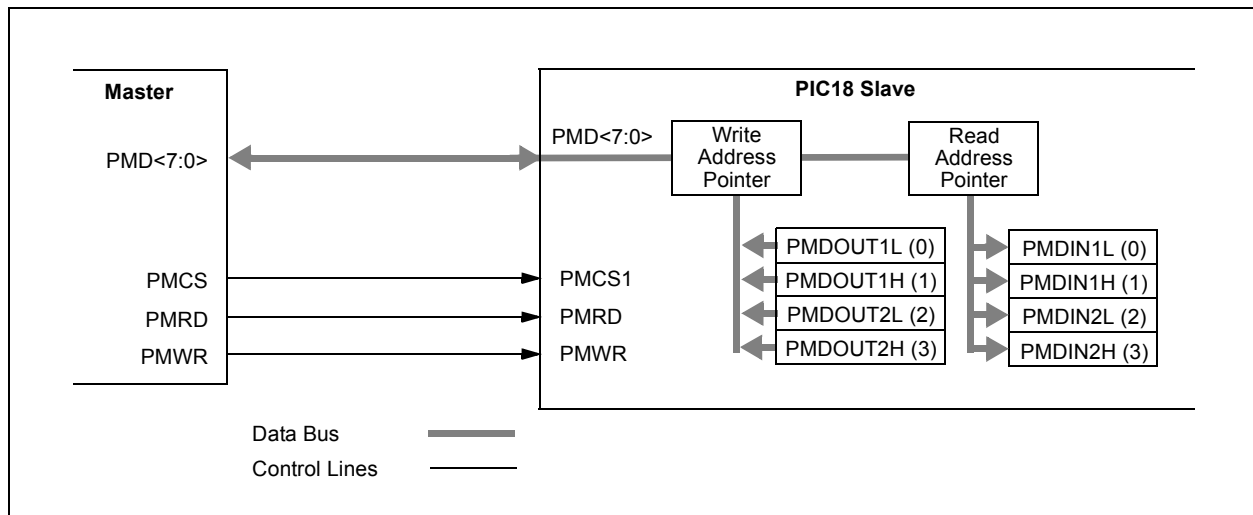 Master
PIC18 Slave
PMD<7:0>
PMD<7:0>
Write
Address
Pointer
Read
Address
Pointer
PMDOUT1L (0)
PMDIN1L (0)
PMCS
PMCS1
PMDOUT1H (1)
PMDIN1H (1)
PMRD
PMRD
PMDOUT2L (2)
PMDIN2L (2)
PMWR
PMWR
PMDOUT2H (3)
PMDIN2H (3)
Data Bus
Control Lines